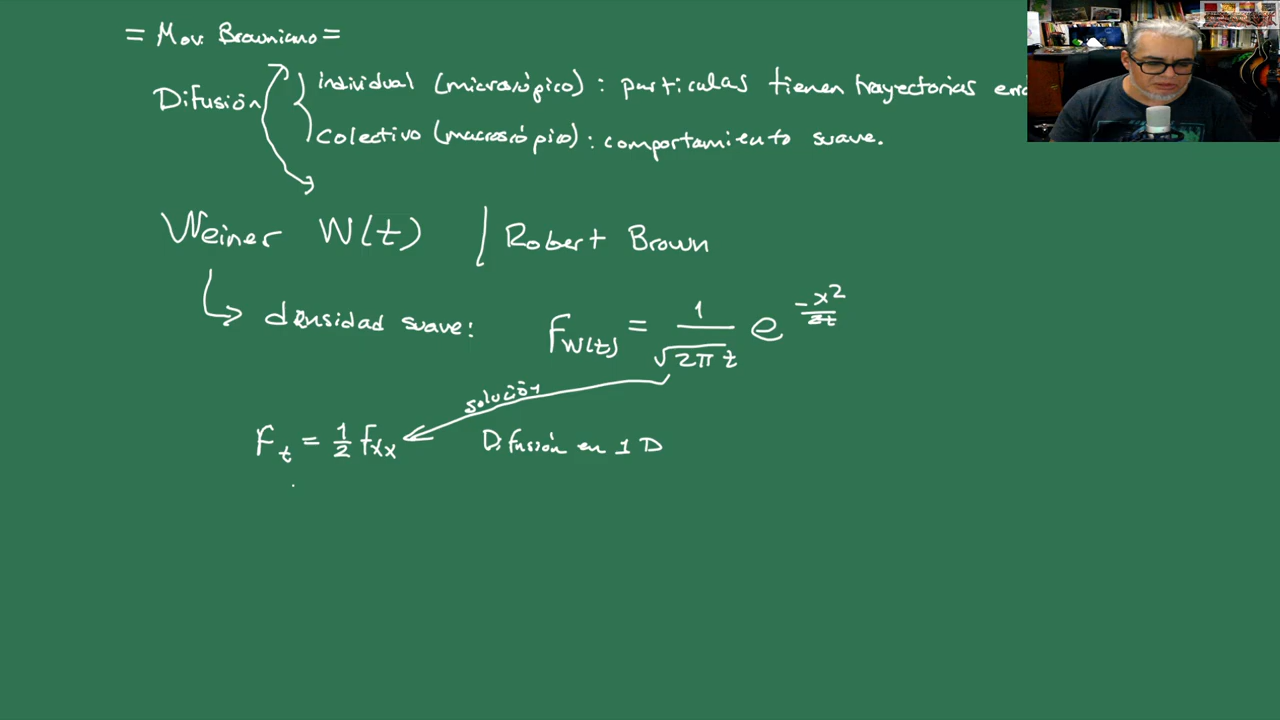 = Mov. Browniano =
Difusión
individual (microscópico) : particulas tienen trayectorias
colectivo (macroscópico) : comportamiento suave.
Weiner W(t) | Robert Brown
densidad suave: f_W(t) = 1/√(2πt) e^(-x²/2t)
solución
F_t = 1/2 f_xx Difusión en 1 D